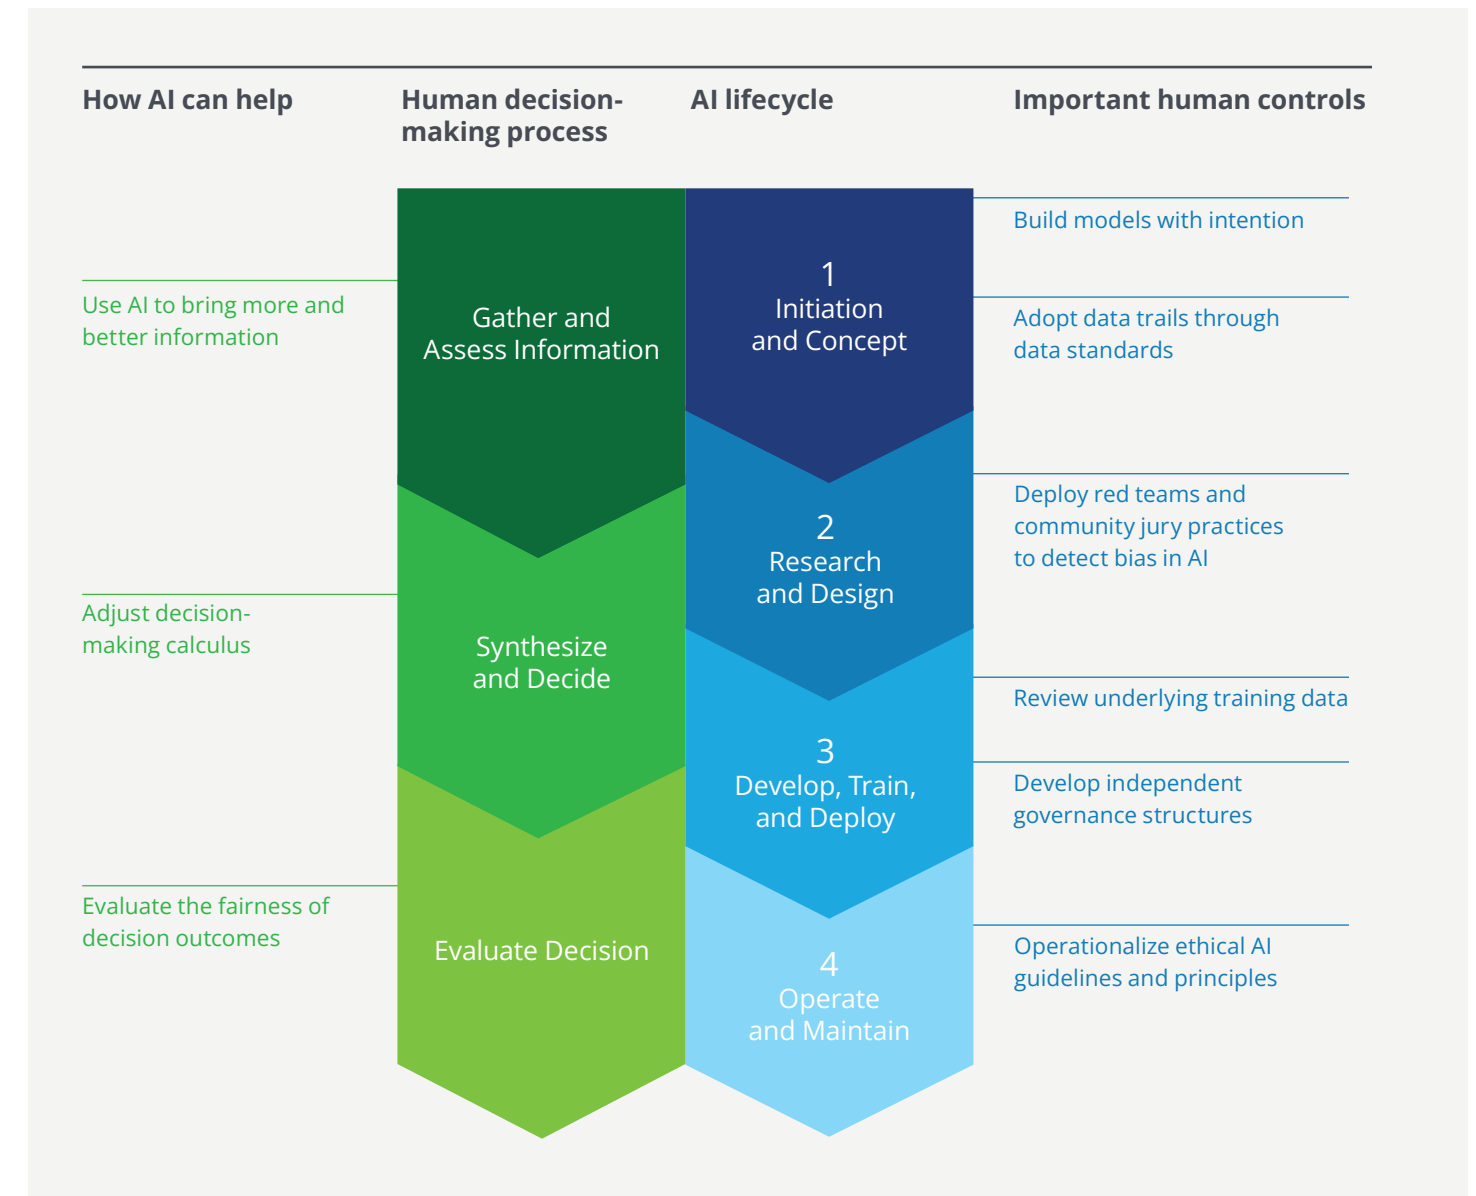 How AI can help
Human decision-
making process
AI lifecycle
Important human controls
Use AI to bring more and
better information
Adjust decision-
making calculus
Evaluate the fairness of
decision outcomes
Gather and
Assess Information
Synthesize
and Decide
Evaluate Decision
1
Initiation
and Concept
2
Research
and Design
3
Develop, Train,
and Deploy
4
Operate
and Maintain
Build models with intention
Adopt data trails through
data standards
Deploy red teams and
community jury practices
to detect bias in AI
Review underlying training data
Develop independent
governance structures
Operationalize ethical AI
guidelines and principles